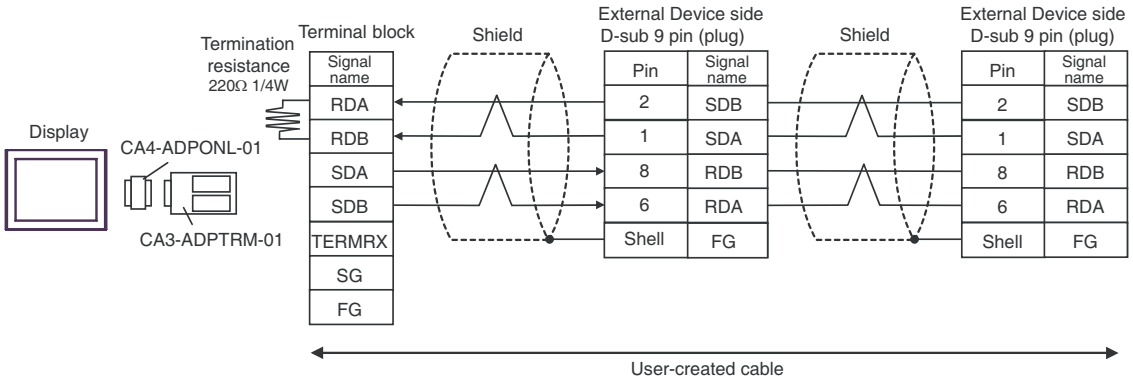 Display
CA4-ADPONL-01
CA3-ADPTRM-01
Termination
resistance
220Ω 1/4W
Terminal block
Signal
name
RDA
RDB
SDA
SDB
TERMRX
SG
FG
Shield
External Device side
D-sub 9 pin (plug)
Pin Signal
name
2 SDB
1 SDA
8 RDB
6 RDA
Shell FG
Shield
External Device side
D-sub 9 pin (plug)
Pin Signal
name
2 SDB
1 SDA
8 RDB
6 RDA
Shell FG
User-created cable